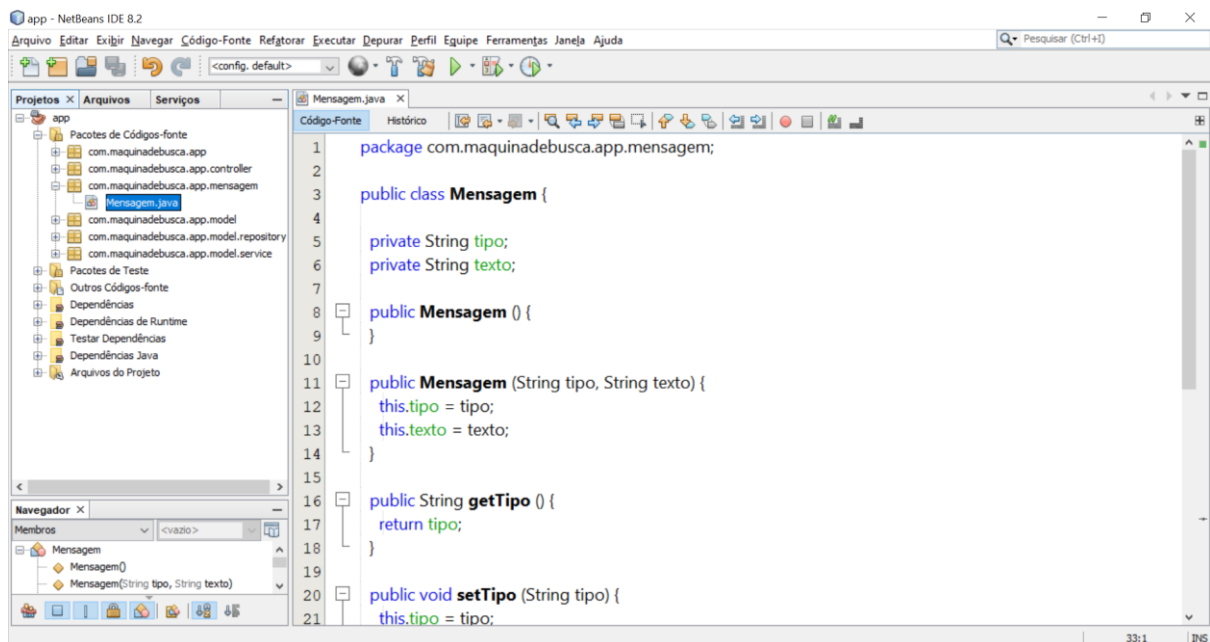 app - NetBeans IDE 8.2
Arquivo Editar Exibir Navegar Código-Fonte Refatorar Executar Depurar Perfil Equipe Ferramentas Janela Ajuda
Pesquisar (Ctrl+I)
<config. default>
Projetos Arquivos Serviços
app
Pacotes de Códigos-fonte
com.maquinadebusca.app
com.maquinadebusca.app.controller
com.maquinadebusca.app.mensagem
Mensagem.java
com.maquinadebusca.app.model
com.maquinadebusca.app.model.repository
com.maquinadebusca.app.model.service
Pacotes de Teste
Outros Códigos-fonte
Dependências
Dependências de Runtime
Testar Dependências
Dependências Java
Arquivos do Projeto
Navegador
Membros <vazio>
Mensagem
Mensagem()
Mensagem(String tipo, String texto)
Mensagem.java
Código-Fonte Histórico
1 package com.maquinadebusca.app.mensagem;
2
3 public class Mensagem {
4
5 private String tipo;
6 private String texto;
7
8 public Mensagem () {
9 }
10
11 public Mensagem (String tipo, String texto) {
12 this.tipo = tipo;
13 this.texto = texto;
14 }
15
16 public String getTipo () {
17 return tipo;
18 }
19
20 public void setTipo (String tipo) {
21 this.tipo = tipo;
33:1 INS